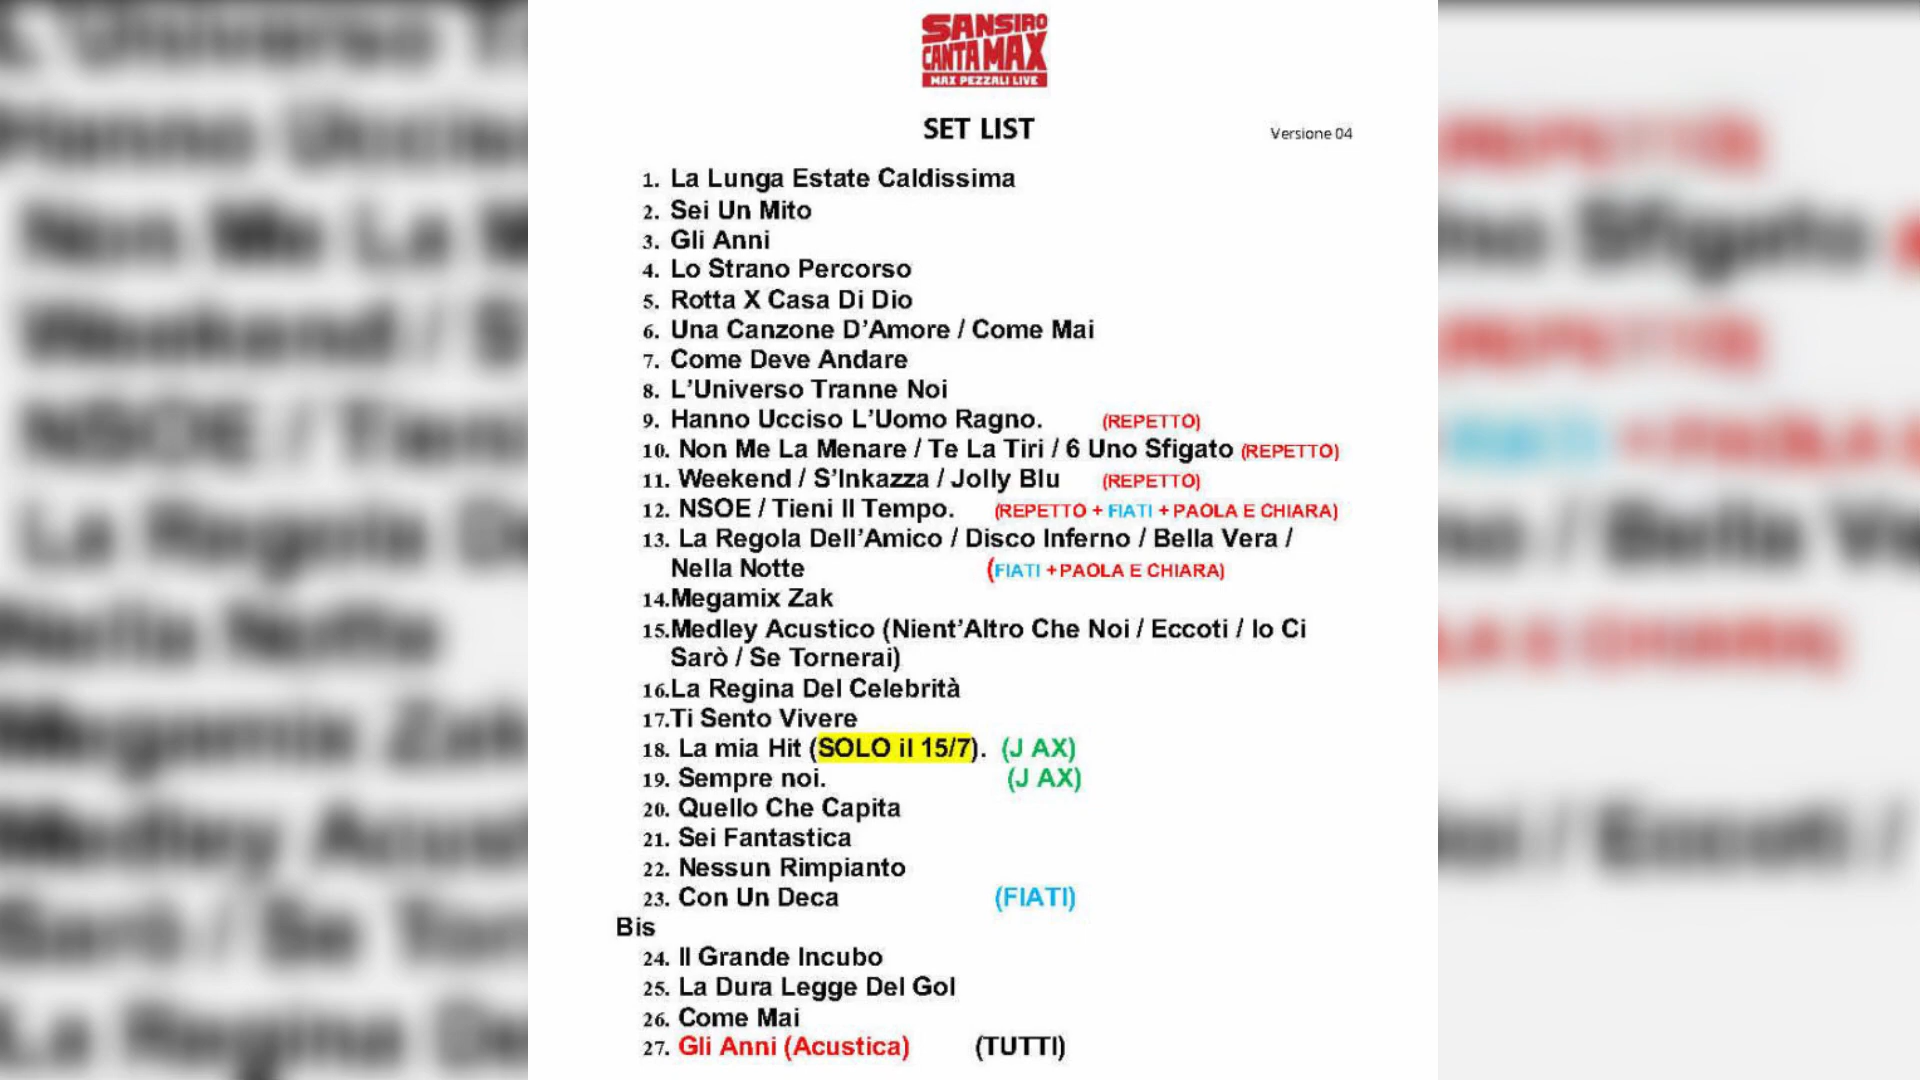 SAN SIRO
CANTA MAX
MAX PEZZALI LIVE
SET LIST
Versione 04
1. La Lunga Estate Caldissima
2. Sei Un Mito
3. Gli Anni
4. Lo Strano Percorso
5. Rotta X Casa Di Dio
6. Una Canzone D’Amore / Come Mai
7. Come Deve Andare
8. L’Universo Tranne Noi
9. Hanno Ucciso L’Uomo Ragno. (REPETTO)
10. Non Me La Menare / Te La Tiri / 6 Uno Sfigato (REPETTO)
11. Weekend / S’Inkazza / Jolly Blu (REPETTO)
12. NSOE / Tieni Il Tempo. (REPETTO + FIATI + PAOLA E CHIARA)
13. La Regola Dell’Amico / Disco Inferno / Bella Vera /
Nella Notte (FIATI +PAOLA E CHIARA)
14.Megamix Zak
15.Medley Acustico (Nient’Altro Che Noi / Eccoti / Io Ci
Sarò / Se Tornerai)
16.La Regina Del Celebrità
17.Ti Sento Vivere
18. La mia Hit (SOLO il 15/7). (J AX)
19. Sempre noi. (J AX)
20. Quello Che Capita
21. Sei Fantastica
22. Nessun Rimpianto
23. Con Un Deca (FIATI)
Bis
24. Il Grande Incubo
25. La Dura Legge Del Gol
26. Come Mai
27. Gli Anni (Acustica) (TUTTI)